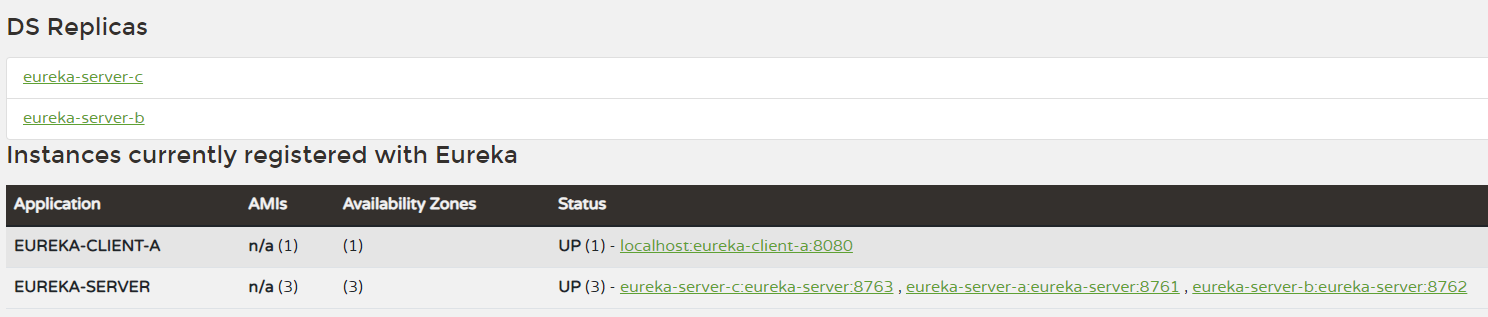 DS Replicas
eureka-server-c
eureka-server-b
Instances currently registered with Eureka
Application AMIs Availability Zones Status
EUREKA-CLIENT-A n/a (1) (1) UP (1) - localhost:eureka-client-a:8080
EUREKA-SERVER n/a (3) (3) UP (3) - eureka-server-c:eureka-server:8763 , eureka-server-a:eureka-server:8761 , eureka-server-b:eureka-server:8762